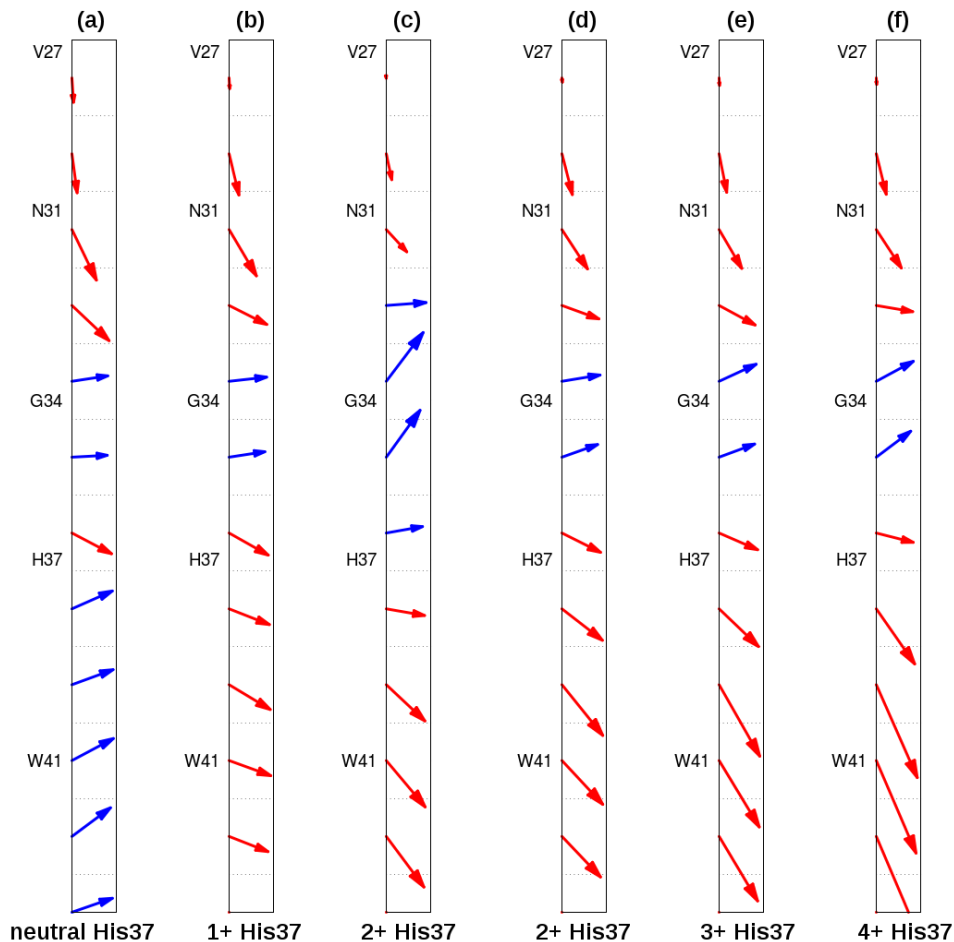 (a) (b) (c) (d) (e) (f)
V27 V27 V27 V27 V27 V27
N31 N31 N31 N31 N31 N31
G34 G34 G34 G34 G34 G34
H37 H37 H37 H37 H37 H37
W41 W41 W41 W41 W41 W41
neutral His37 1+ His37 2+ His37 2+ His37 3+ His37 4+ His37